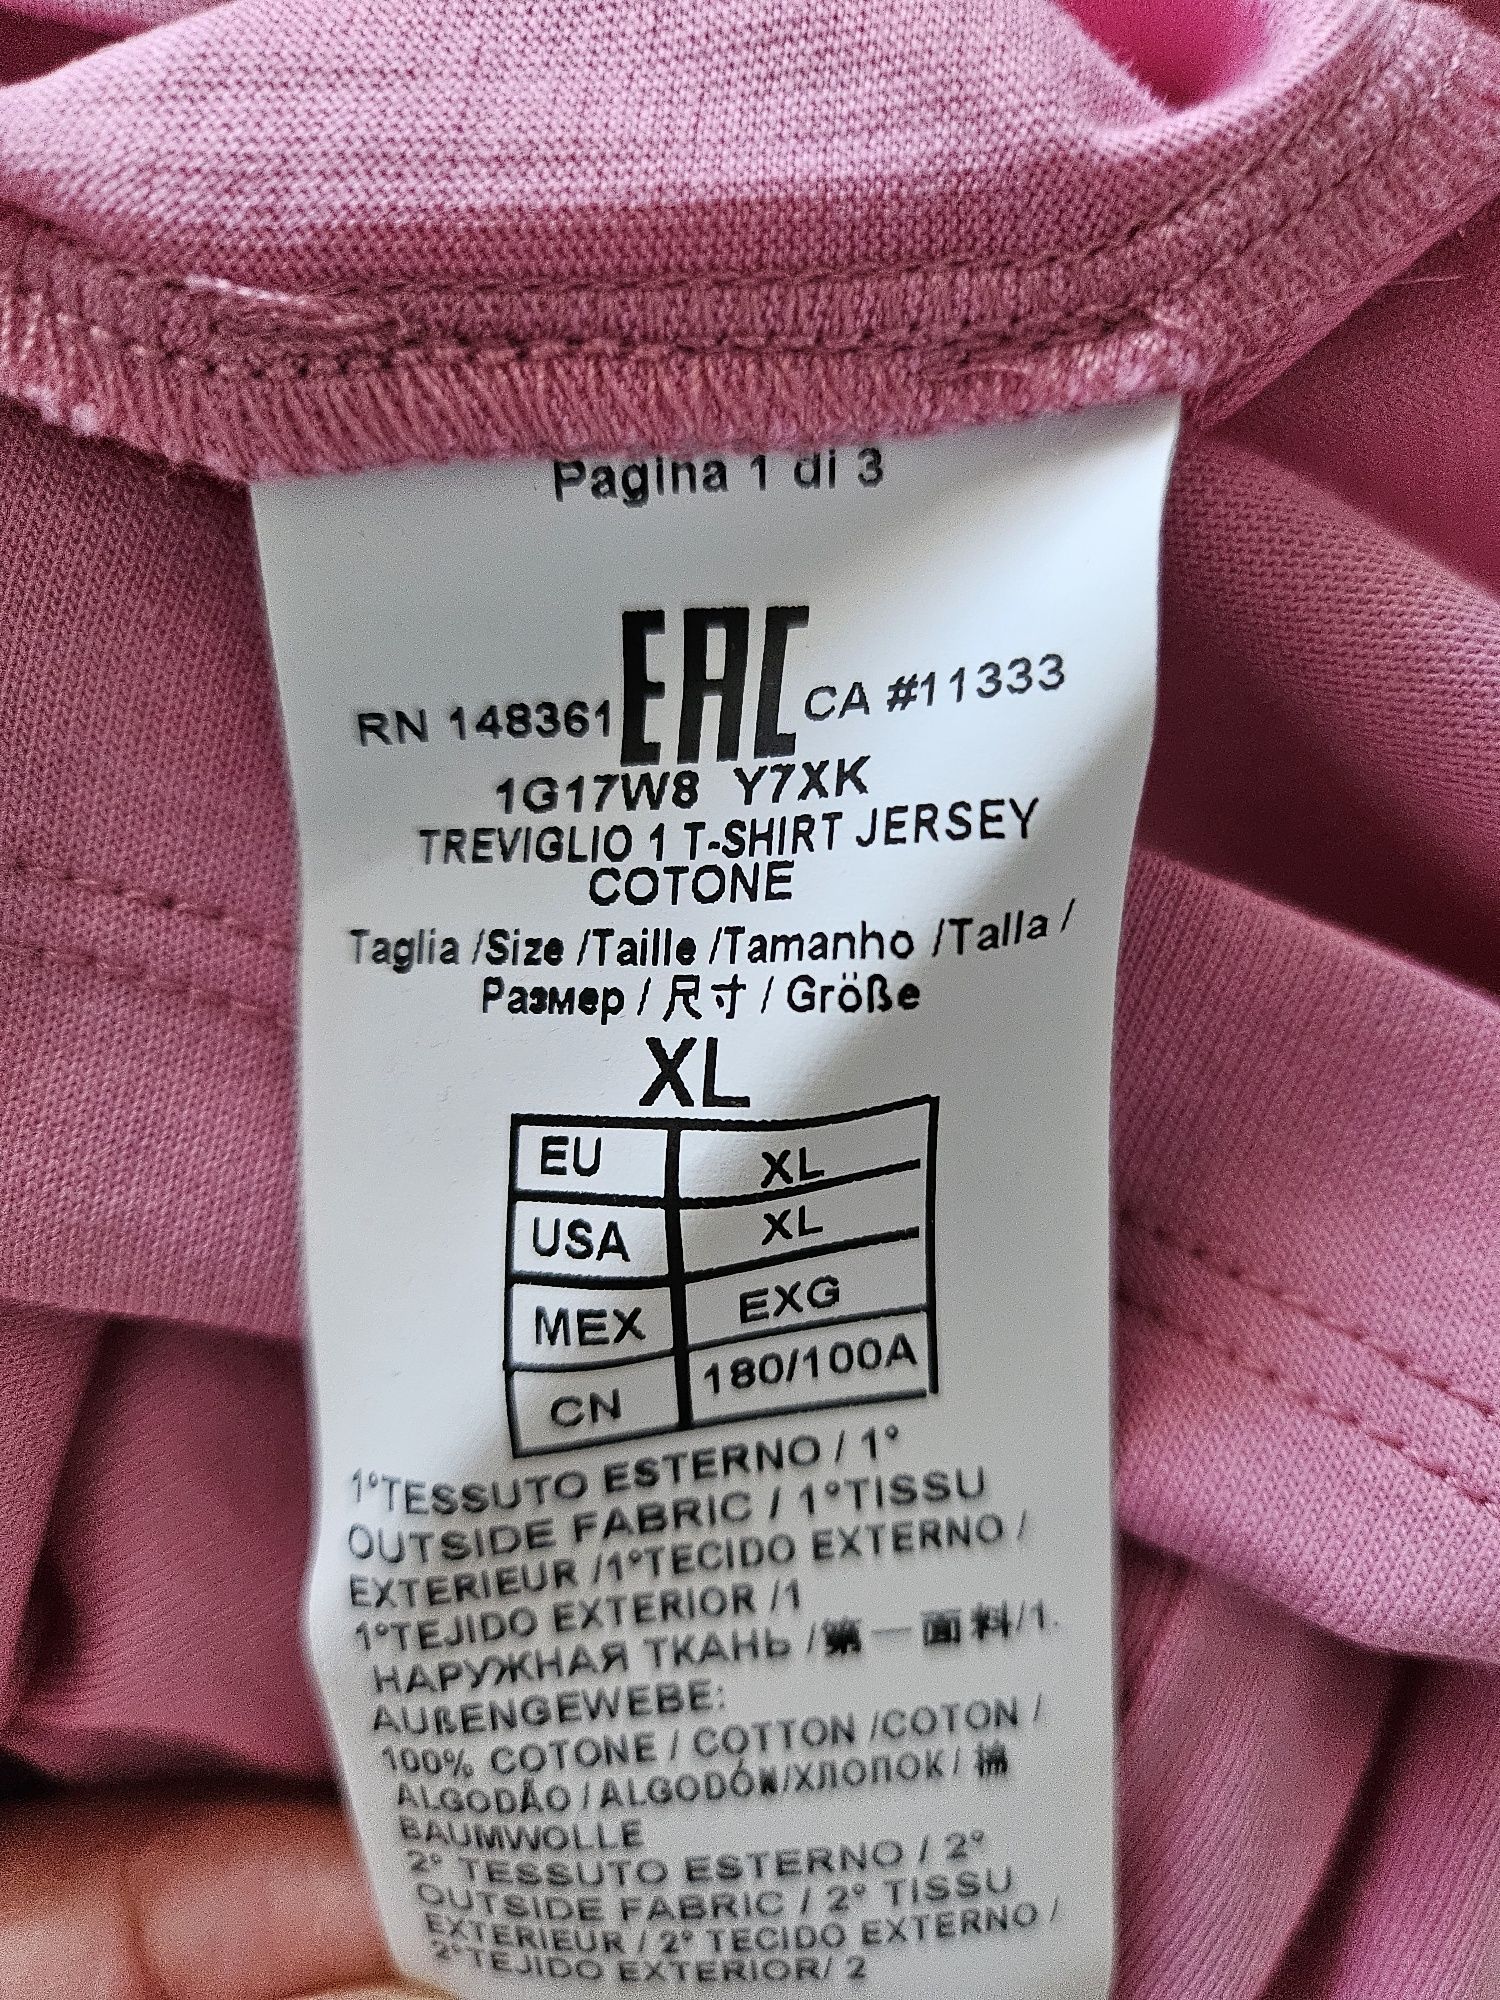 Pagina 1 di 3
RN 148361 EAC CA #11333
1G17W8 Y7XK
TREVIGLIO 1 T-SHIRT JERSEY
COTONE
Taglia /Size /Taille /Tamanho /Talla /
Размер / 尺寸 / Größe
XL
EU XL
USA XL
MEX EXG
CN 180/100A
1°TESSUTO ESTERNO / 1°
OUTSIDE FABRIC / 1°TISSU
EXTERIEUR /1°TECIDO EXTERNO /
1°TEJIDO EXTERIOR /1
НАРУЖНАЯ ТКАНЬ /第一面料/1.
AUßENGEWEBE:
100% COTONE / COTTON /COTON /
ALGODÃO / ALGODÓN/хлопок/ 棉
BAUMWOLLE
2° TESSUTO ESTERNO / 2°
OUTSIDE FABRIC / 2° TISSU
EXTERIEUR / 2° TECIDO EXTERNO /
2°TEJIDO EXTERIOR/ 2